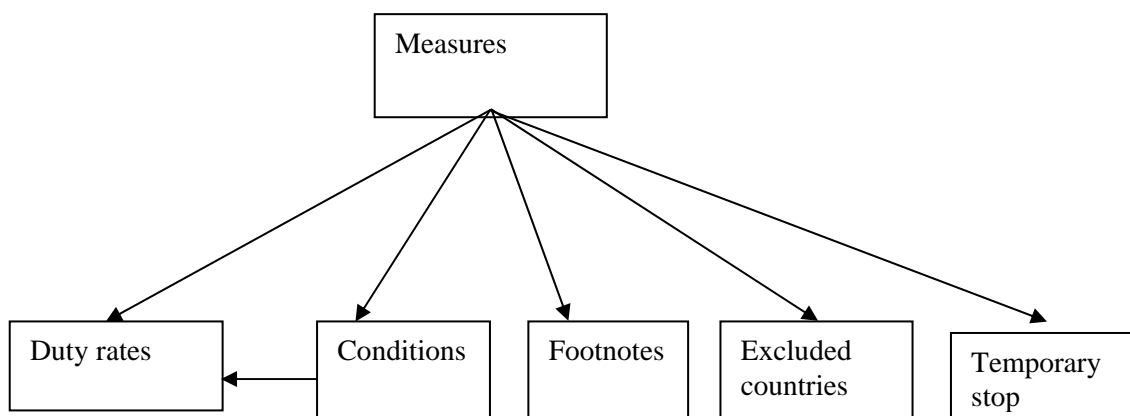 Measures
Duty rates
Conditions
Footnotes
Excluded
countries
Temporary
stop